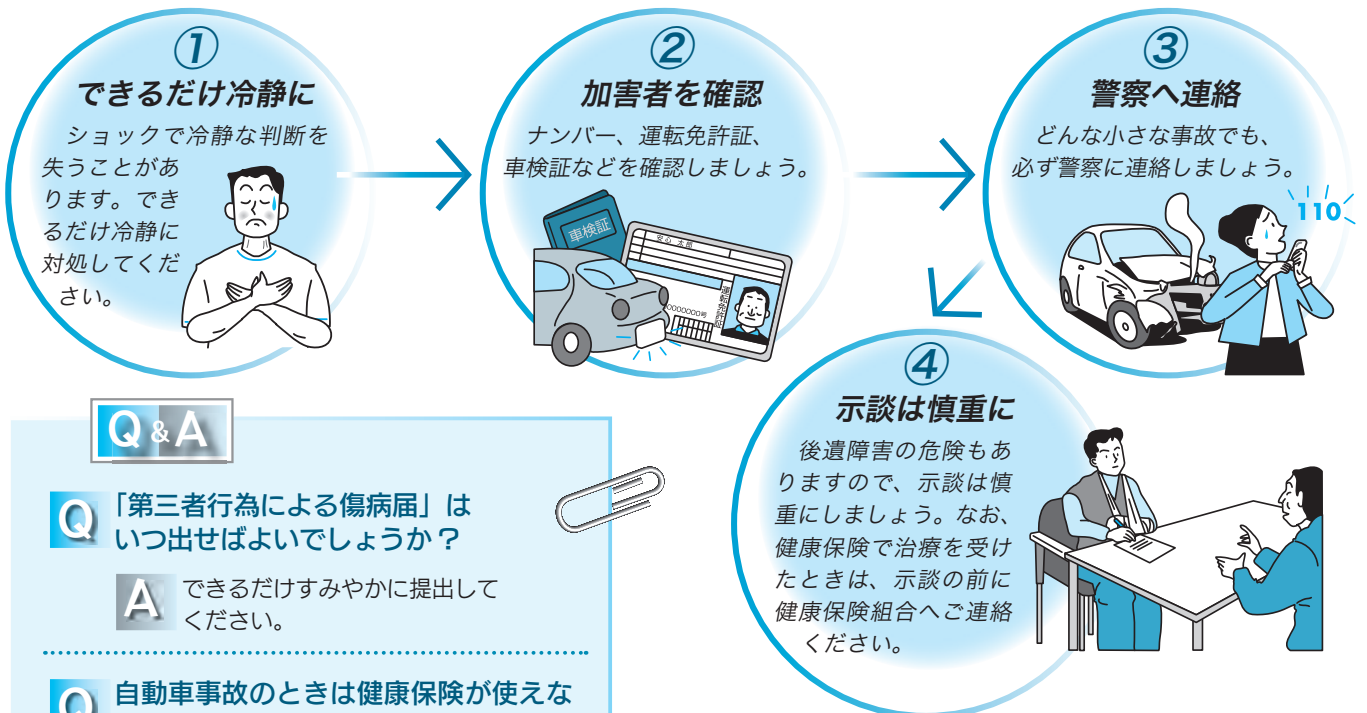 ①
できるだけ冷静に
ショックで冷静な判断を
失うことがあ
ります。でき
るだけ冷静に
対処してくだ
さい。
②
加害者を確認
ナンバー、運転免許証、
車検証などを確認しましょう。
車検証
安心 太郎
運転免許証
0000000号
③
警察へ連絡
どんな小さな事故でも、
必ず警察に連絡しましょう。
110
④
示談は慎重に
後遺障害の危険もあ
りますので、示談は慎
重にしましょう。なお、
健康保険で治療を受け
たときは、示談の前に
健康保険組合へご連絡
ください。
Q&A
Q 「第三者行為による傷病届」は
いつ出せばよいでしょうか？
A できるだけすみやかに提出して
ください。
Q 自動車事故のときは健康保険が使えな